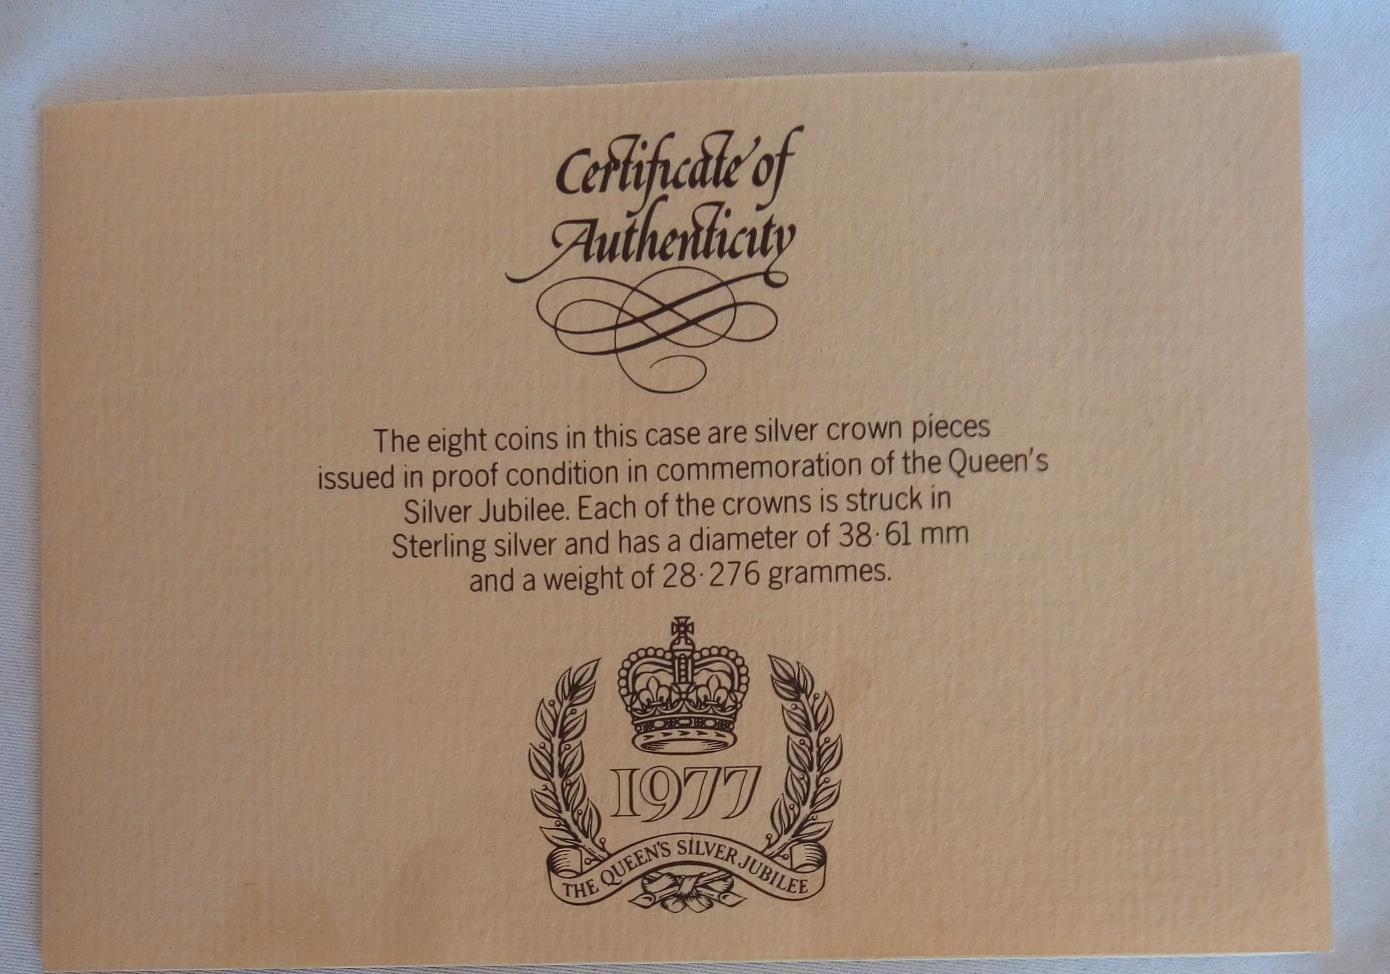 Certificate of
Authenticity
The eight coins in this case are silver crown pieces
issued in proof condition in commemoration of the Queen's
Silver Jubilee. Each of the crowns is struck in
Sterling silver and has a diameter of 38·61 mm
and a weight of 28·276 grammes.
1977
THE QUEEN'S SILVER JUBILEE